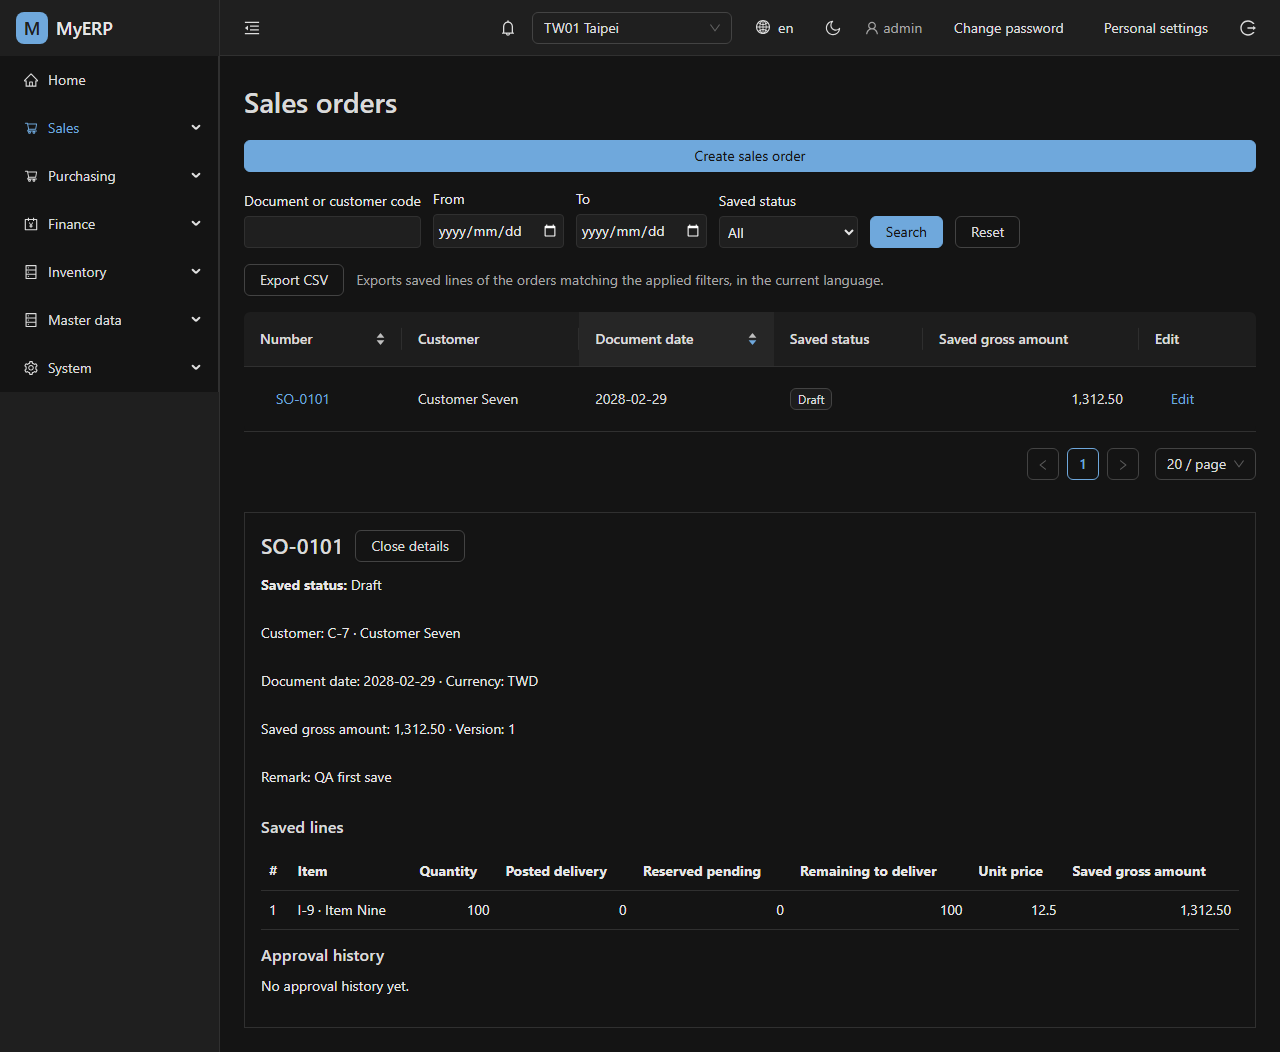 M MyERP
TW01 Taipei
en
admin
Change password
Personal settings
Home
Sales
Purchasing
Finance
Inventory
Master data
System
Sales orders
Create sales order
Document or customer code From To Saved status
yyyy/mm/dd yyyy/mm/dd All Search Reset
Export CSV Exports saved lines of the orders matching the applied filters, in the current language.
Number Customer Document date Saved status Saved gross amount Edit
SO-0101 Customer Seven 2028-02-29 Draft 1,312.50 Edit
< 1 > 20 / page
SO-0101 Close details
Saved status: Draft
Customer: C-7 · Customer Seven
Document date: 2028-02-29 · Currency: TWD
Saved gross amount: 1,312.50 · Version: 1
Remark: QA first save
Saved lines
# Item Quantity Posted delivery Reserved pending Remaining to deliver Unit price Saved gross amount
1 I-9 · Item Nine 100 0 0 100 12.5 1,312.50
Approval history
No approval history yet.